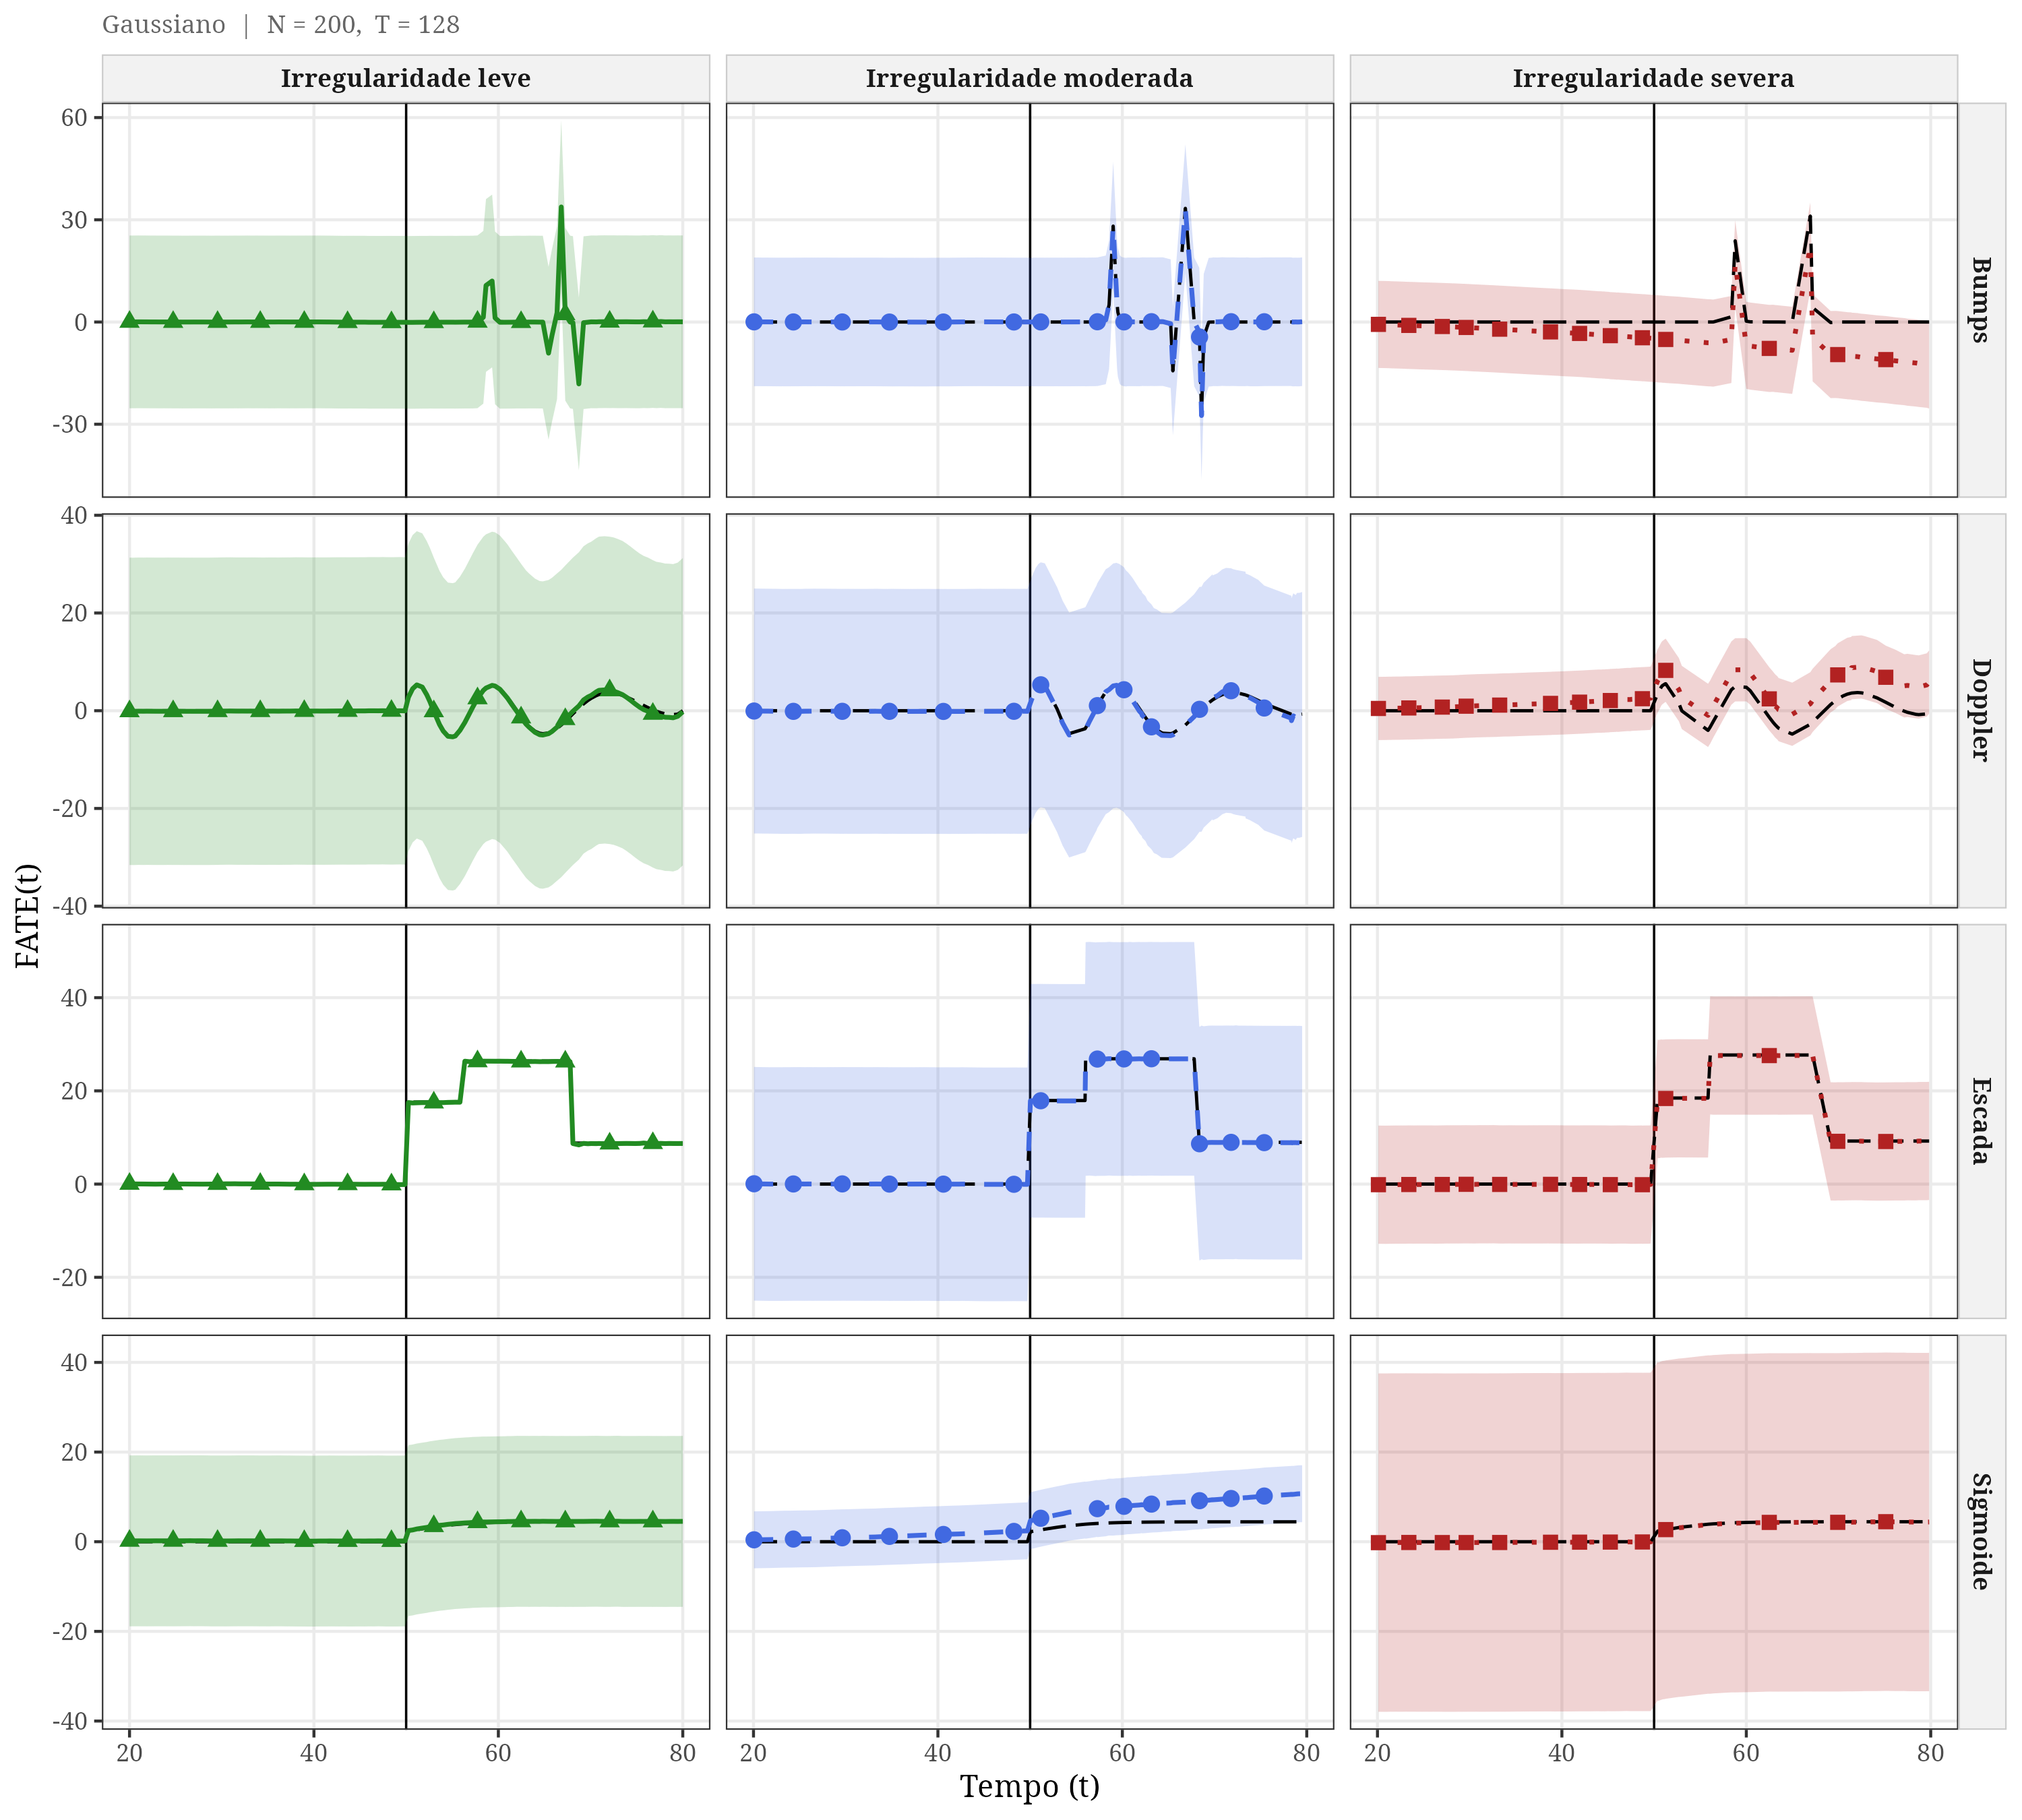 Gaussiano | N = 200, T = 128
Irregularidade leve
Irregularidade moderada
Irregularidade severa
60
30
0
-30
Bumps
40
20
0
-20
-40
Doppler
FATE(t)
40
20
0
-20
Escada
40
20
0
-20
-40
Sigmoide
20 40 60 80
20 40 60 80
20 40 60 80
Tempo (t)